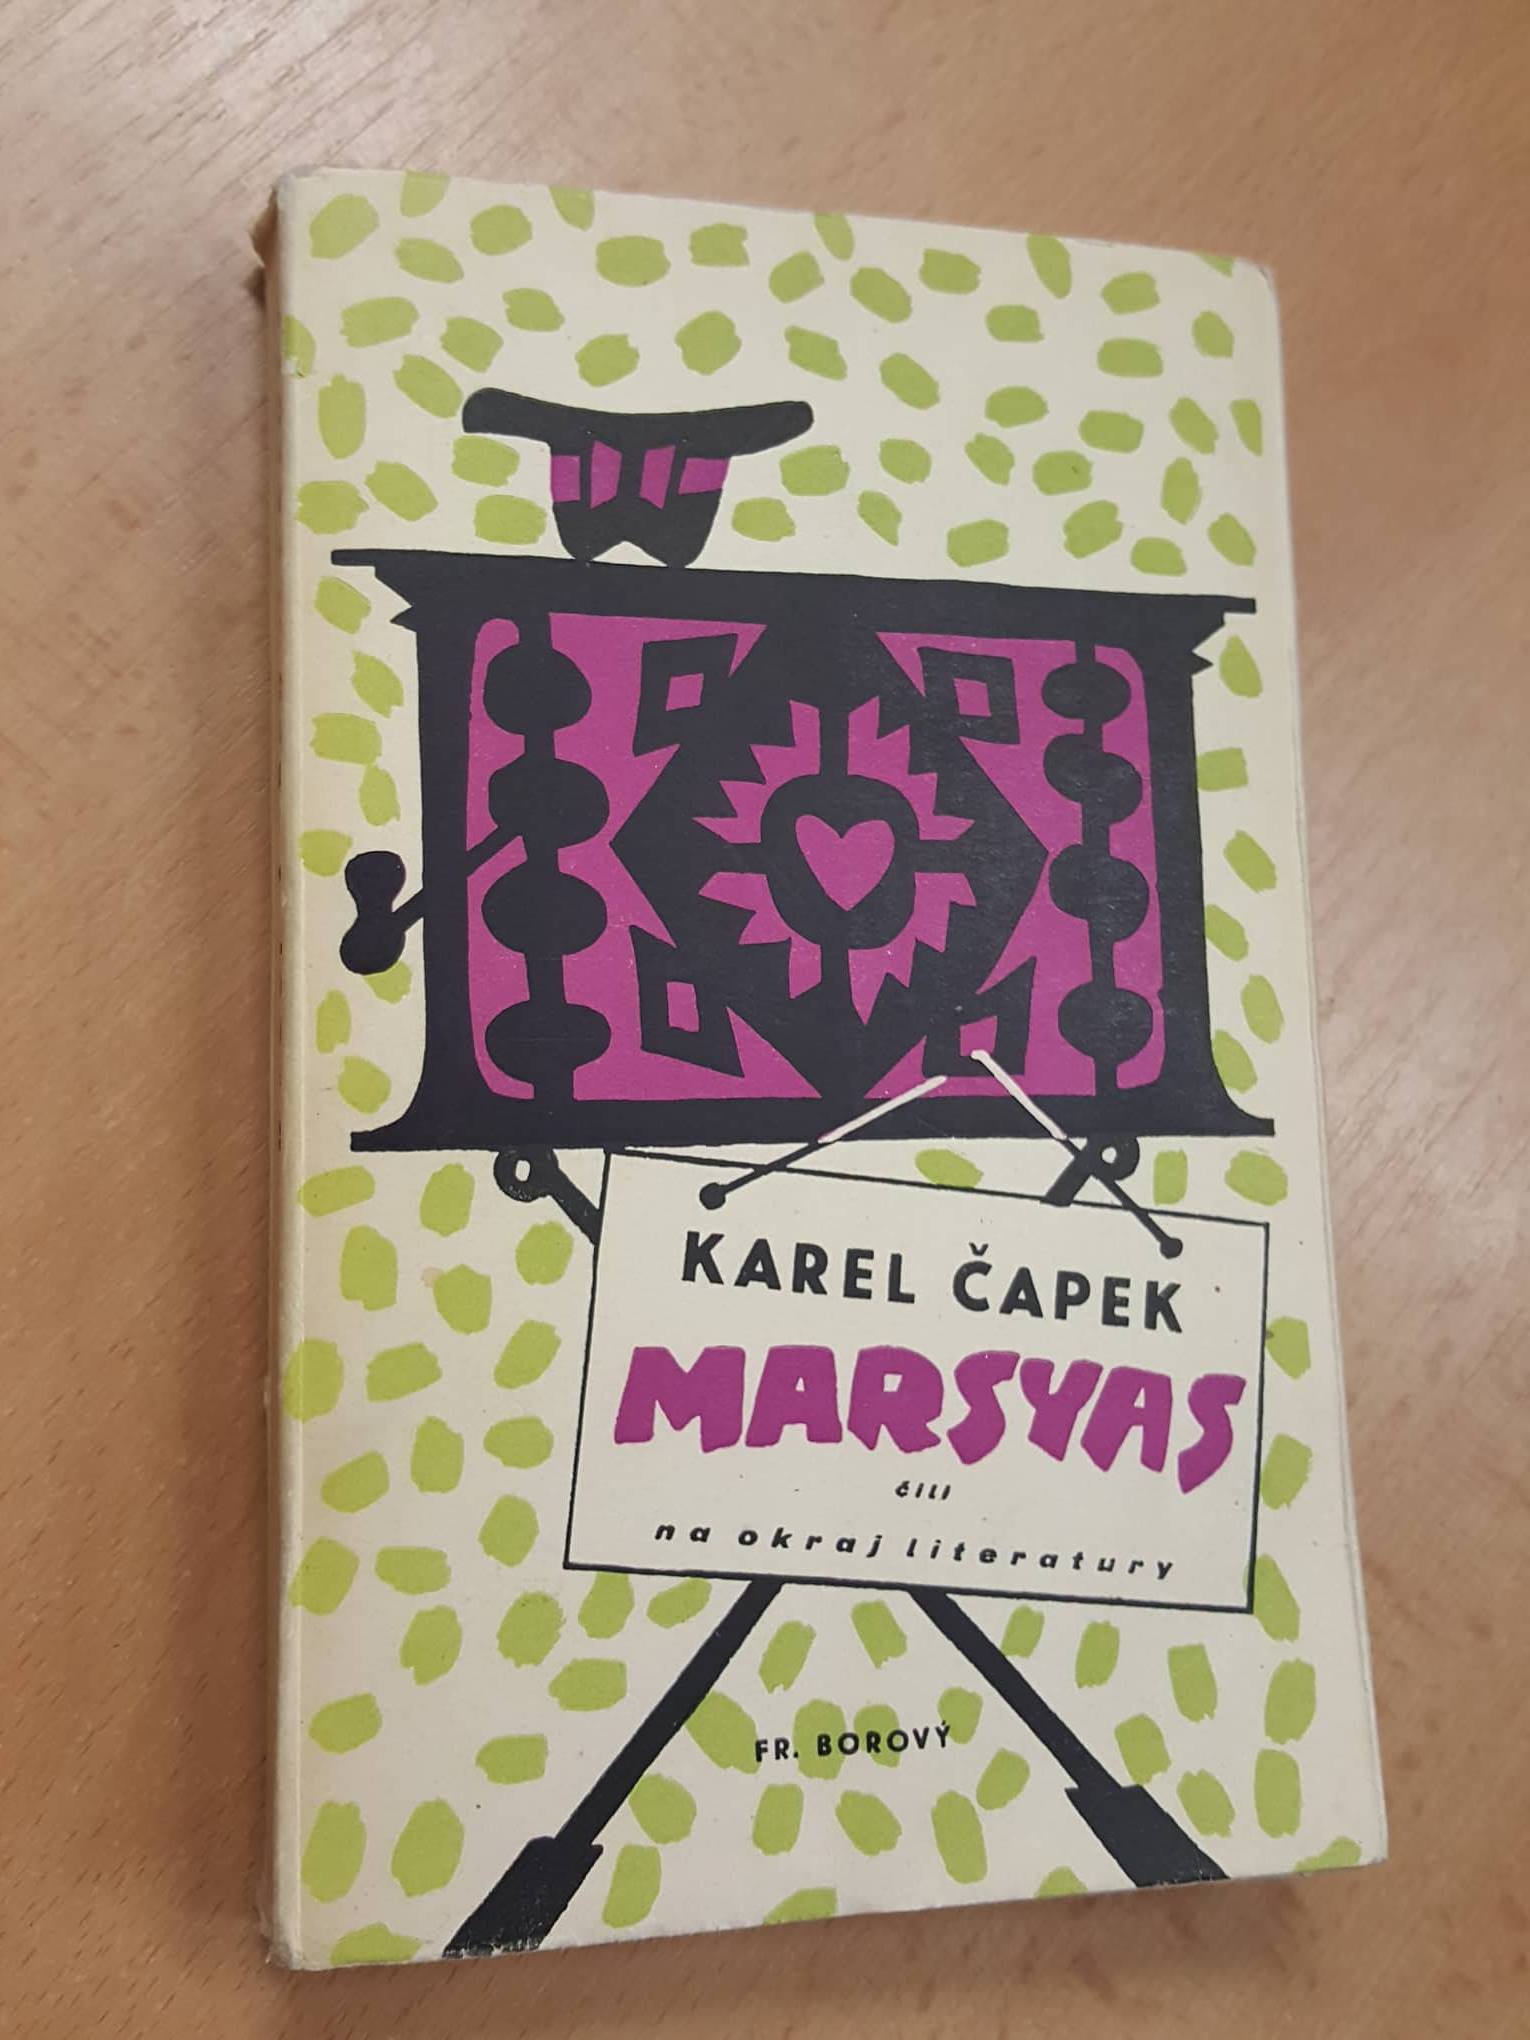 KAREL ČAPEK
MARSYAS
čili
na okraj literatury
FR. BOROVÝ